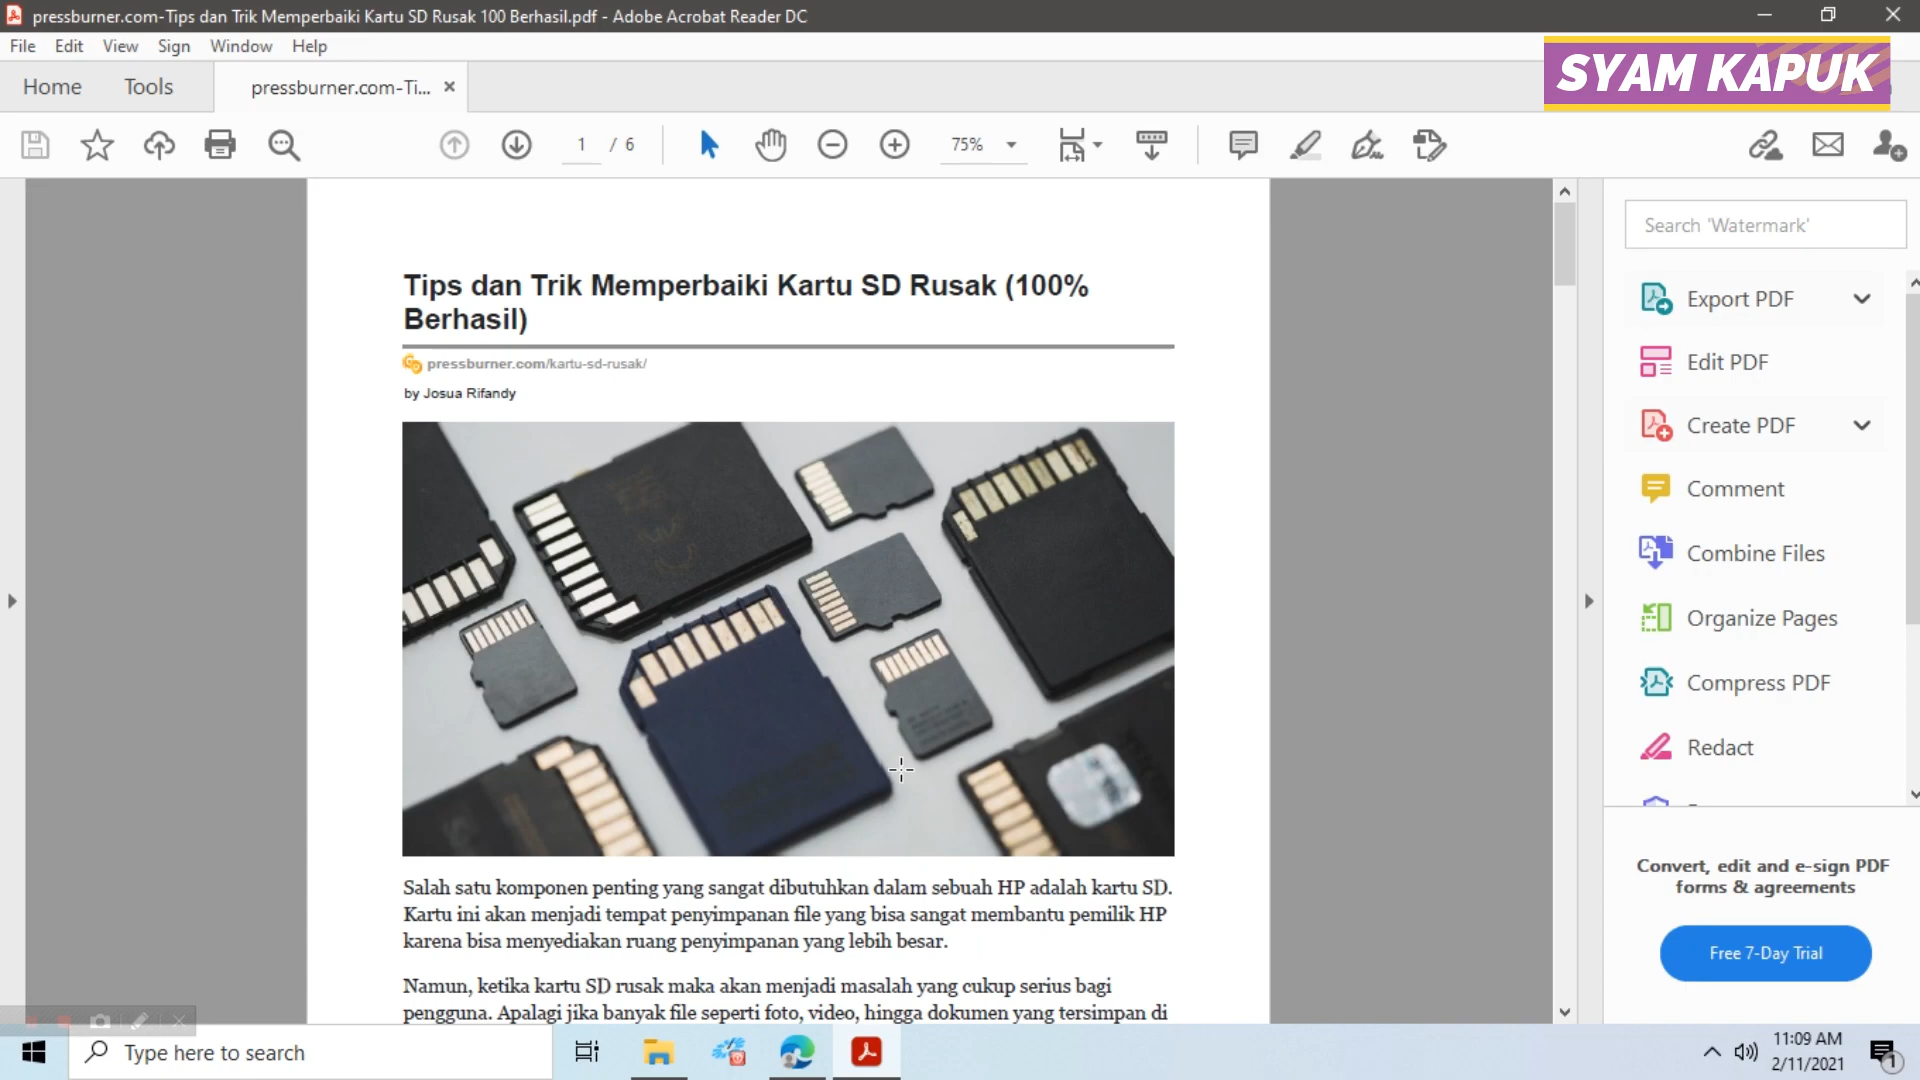 pressburner.com-Tips dan Trik Memperbaiki Kartu SD Rusak 100 Berhasil.pdf - Adobe Acrobat Reader DC
File Edit View Sign Window Help
SYAM KAPUK
Home Tools pressburner.com-Ti...
1 / 6 75%
Search 'Watermark'
Export PDF
Edit PDF
Create PDF
Comment
Combine Files
Organize Pages
Compress PDF
Redact
Convert, edit and e-sign PDF
forms & agreements
Free 7-Day Trial
Tips dan Trik Memperbaiki Kartu SD Rusak (100%
Berhasil)
pressburner.com/kartu-sd-rusak/
by Josua Rifandy
Salah satu komponen penting yang sangat dibutuhkan dalam sebuah HP adalah kartu SD.
Kartu ini akan menjadi tempat penyimpanan file yang bisa sangat membantu pemilik HP
karena bisa menyediakan ruang penyimpanan yang lebih besar.
Namun, ketika kartu SD rusak maka akan menjadi masalah yang cukup serius bagi
pengguna. Apalagi jika banyak file seperti foto, video, hingga dokumen yang tersimpan di
Type here to search
11:09 AM
2/11/2021
1